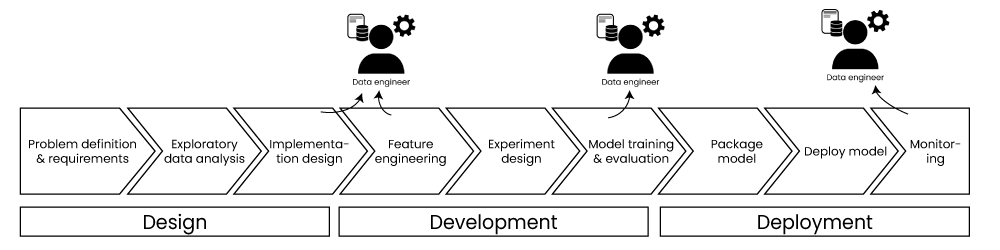 Data engineer
Data engineer
Data engineer
Problem definition
& requirements
Exploratory
data analysis
Implementa-
tion design
Feature
engineering
Experiment
design
Model training
& evaluation
Package
model
Deploy model
Monitor-
ing
Design
Development
Deployment